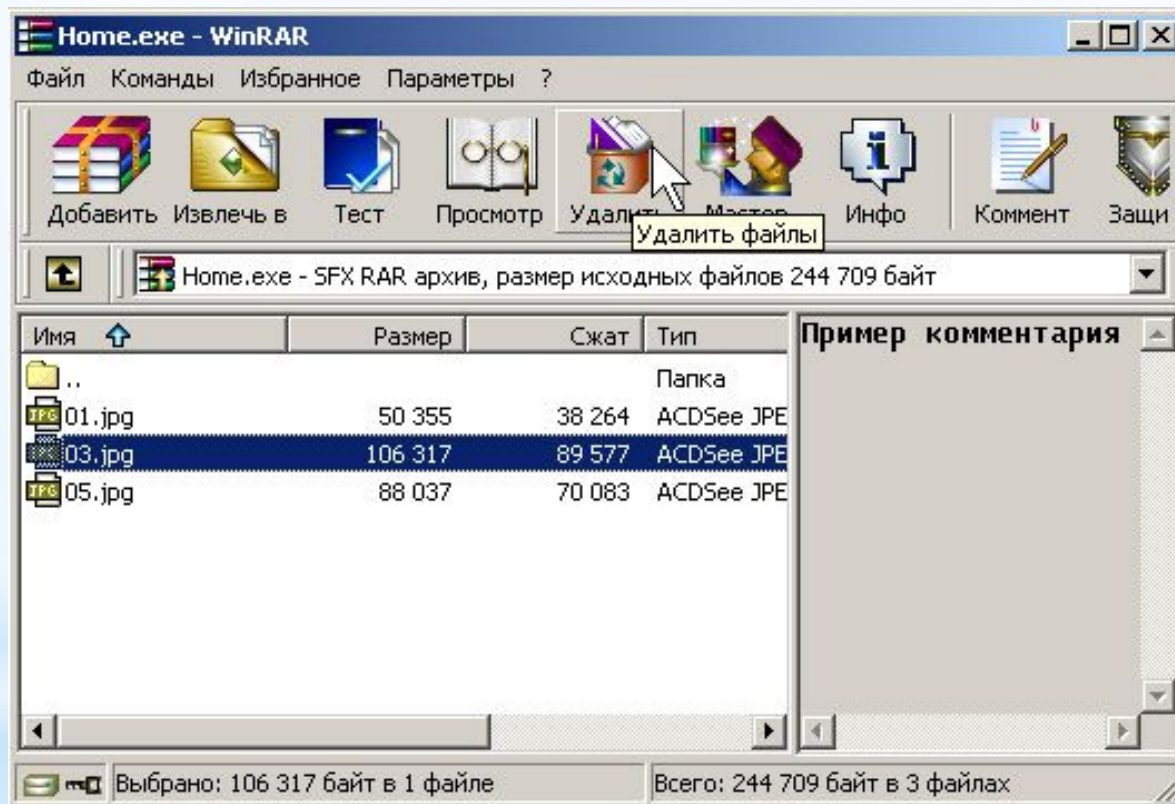 Home.exe - WinRAR
Файл Команды Избранное Параметры ?
Добавить Извлечь в Тест Просмотр Удалить Мастер Инфо Коммент Защи
Удалить файлы
Home.exe - SFX RAR архив, размер исходных файлов 244 709 байт
Имя Размер Сжат Тип
Пример комментария
.. Папка
01.jpg 50 355 38 264 ACDSee JPE
03.jpg 106 317 89 577 ACDSee JPE
05.jpg 88 037 70 083 ACDSee JPE
Выбрано: 106 317 байт в 1 файле
Всего: 244 709 байт в 3 файлах